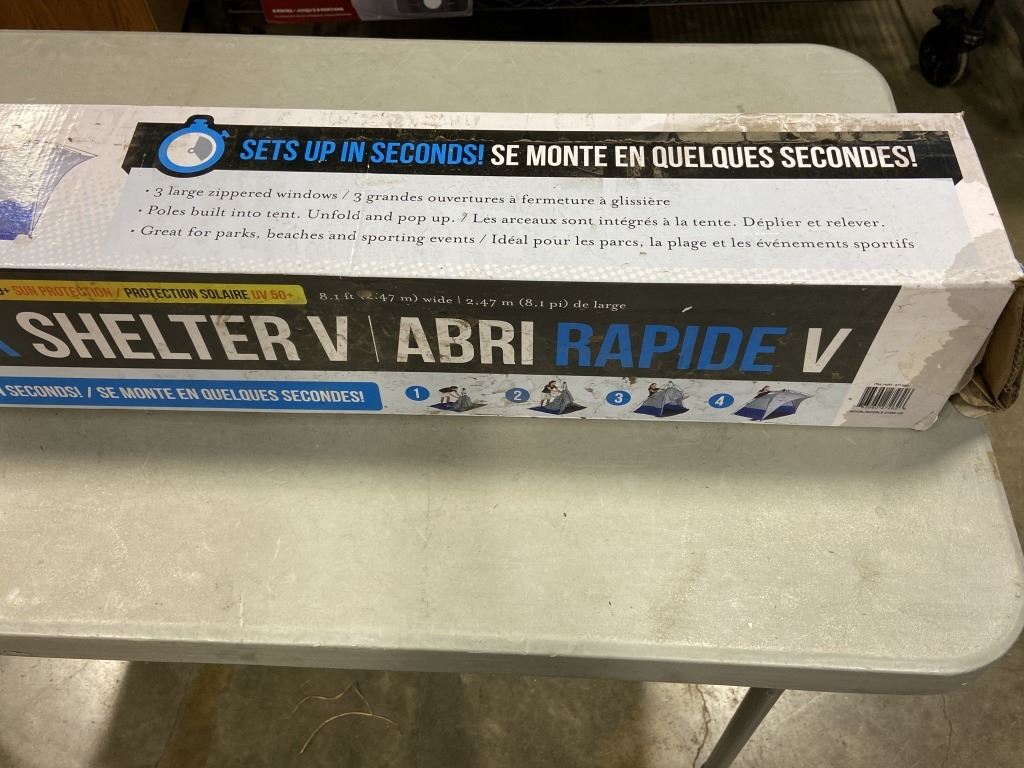 SETS UP IN SECONDS! SE MONTE EN QUELQUES SECONDES!
• 3 large zippered windows / 3 grandes ouvertures à fermeture à glissière
• Poles built into tent. Unfold and pop up. / Les arceaux sont intégrés à la tente. Déplier et relever.
• Great for parks, beaches and sporting events / Idéal pour les parcs, la plage et les événements sportifs
SUN PROTECTION / PROTECTION SOLAIRE UV 50+
8.1 ft (2.47 m) wide | 2.47 m (8.1 pi) de large
SHELTER V | ABRI RAPIDE V
SECONDS! / SE MONTE EN QUELQUES SECONDES!
1 2 3 4